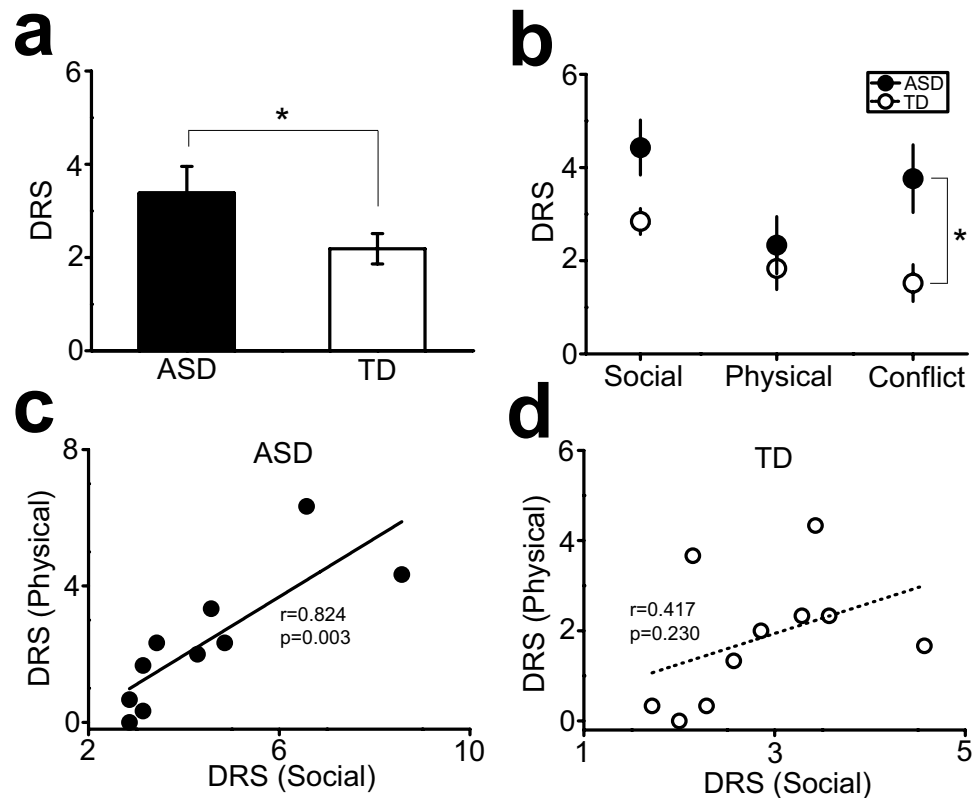 a
6
4
2
0
DRS
*
ASD
TD
b
6
4
2
0
DRS
ASD
TD
*
Social
Physical
Conflict
c
ASD
8
4
0
DRS (Physical)
r=0.824
p=0.003
2
6
10
DRS (Social)
d
TD
6
4
2
0
DRS (Physical)
r=0.417
p=0.230
1
3
5
DRS (Social)